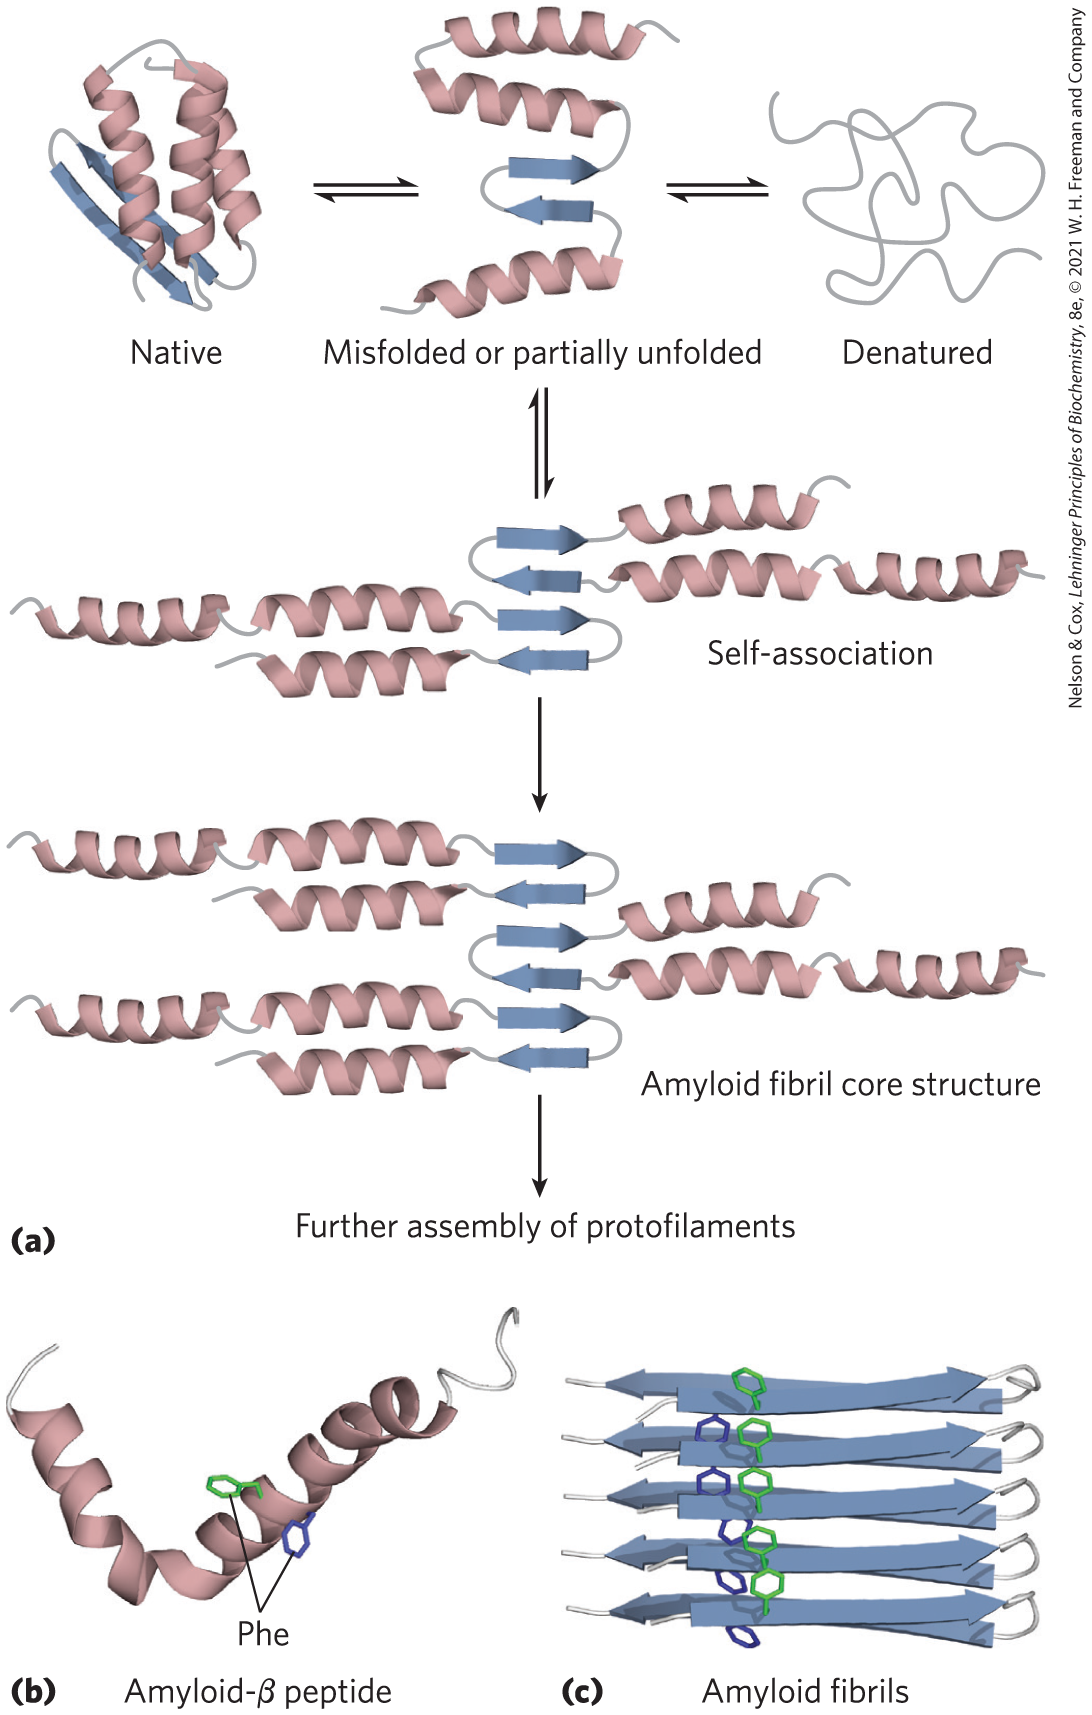 Native
Misfolded or partially unfolded
Denatured
Self-association
Amyloid fibril core structure
Further assembly of protofilaments
(a)
Phe
(b) Amyloid-β peptide
(c) Amyloid fibrils
Nelson & Cox, Lehninger Principles of Biochemistry, 8e, © 2021 W. H. Freeman and Company